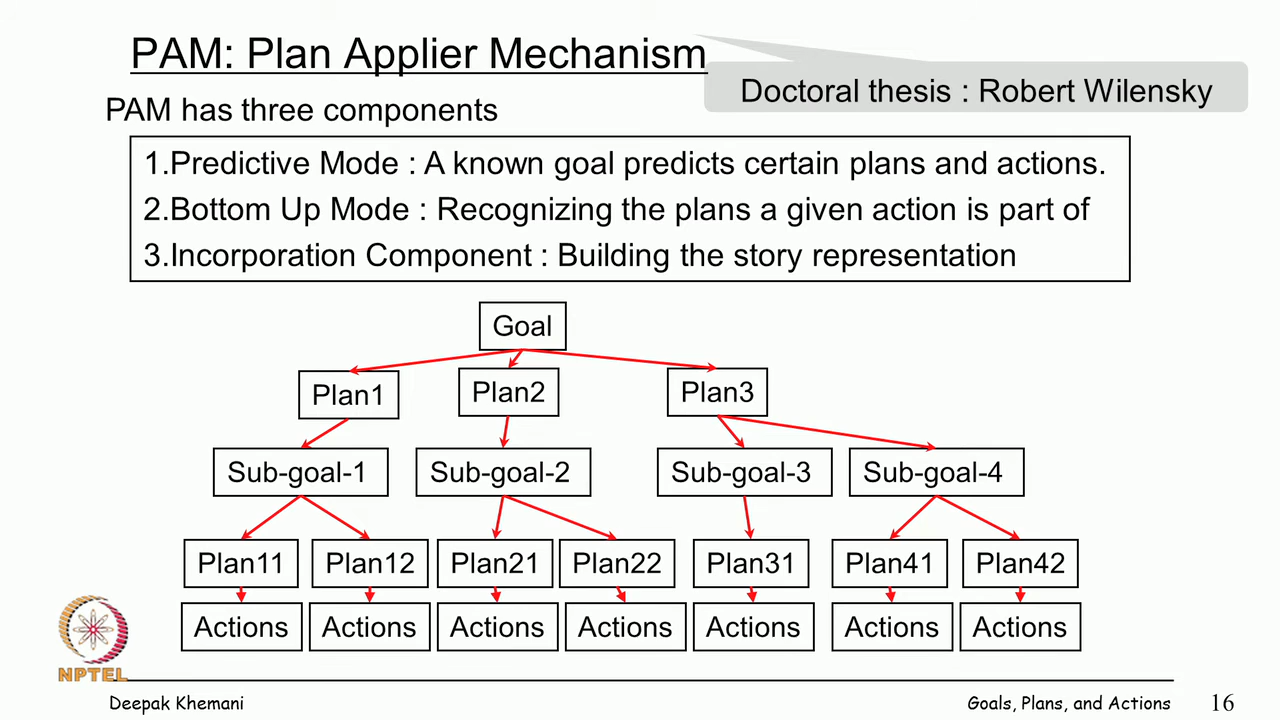 PAM: Plan Applier Mechanism
Doctoral thesis : Robert Wilensky
PAM has three components
1.Predictive Mode : A known goal predicts certain plans and actions.
2.Bottom Up Mode : Recognizing the plans a given action is part of
3.Incorporation Component : Building the story representation
Goal
Plan1 Plan2 Plan3
Sub-goal-1 Sub-goal-2 Sub-goal-3 Sub-goal-4
Plan11 Plan12 Plan21 Plan22 Plan31 Plan41 Plan42
Actions Actions Actions Actions Actions Actions Actions
NPTEL
Deepak Khemani Goals, Plans, and Actions 16